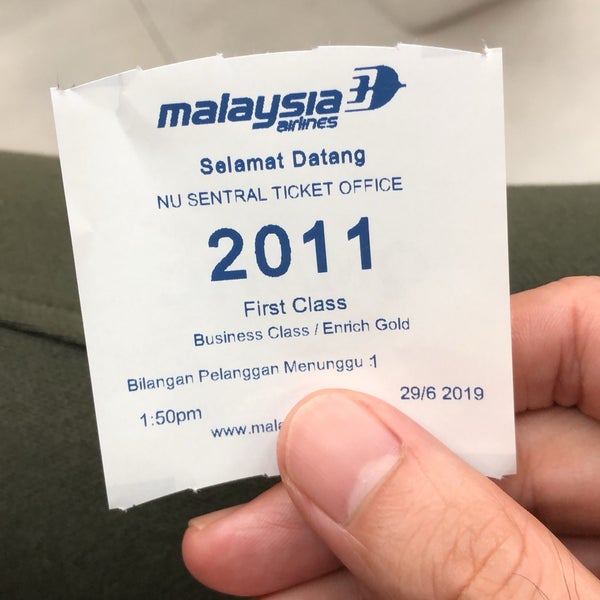 malaysia
airlines
Selamat Datang
NU SENTRAL TICKET OFFICE
2011
First Class
Business Class / Enrich Gold
Bilangan Pelanggan Menunggu 1
1:50pm 29/6 2019